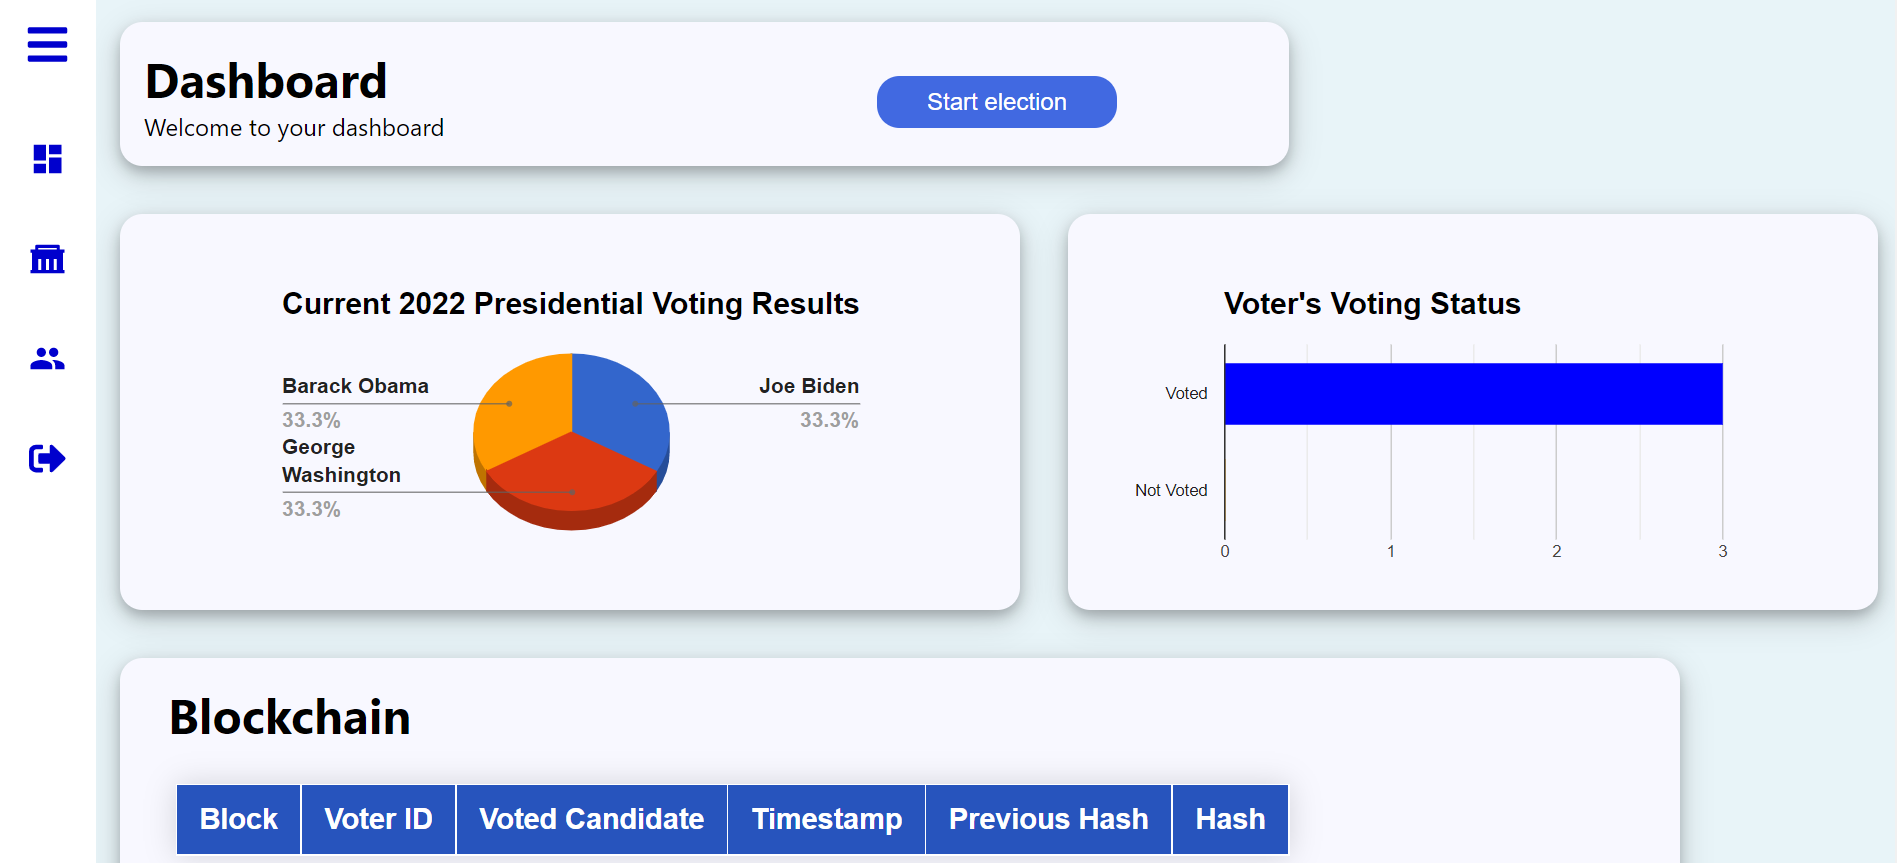 Dashboard
Welcome to your dashboard
Start election
Current 2022 Presidential Voting Results
Barack Obama
33.3%
George
Washington
33.3%
Joe Biden
33.3%
Voter's Voting Status
Voted
Not Voted
0 1 2 3
Blockchain
Block Voter ID Voted Candidate Timestamp Previous Hash Hash